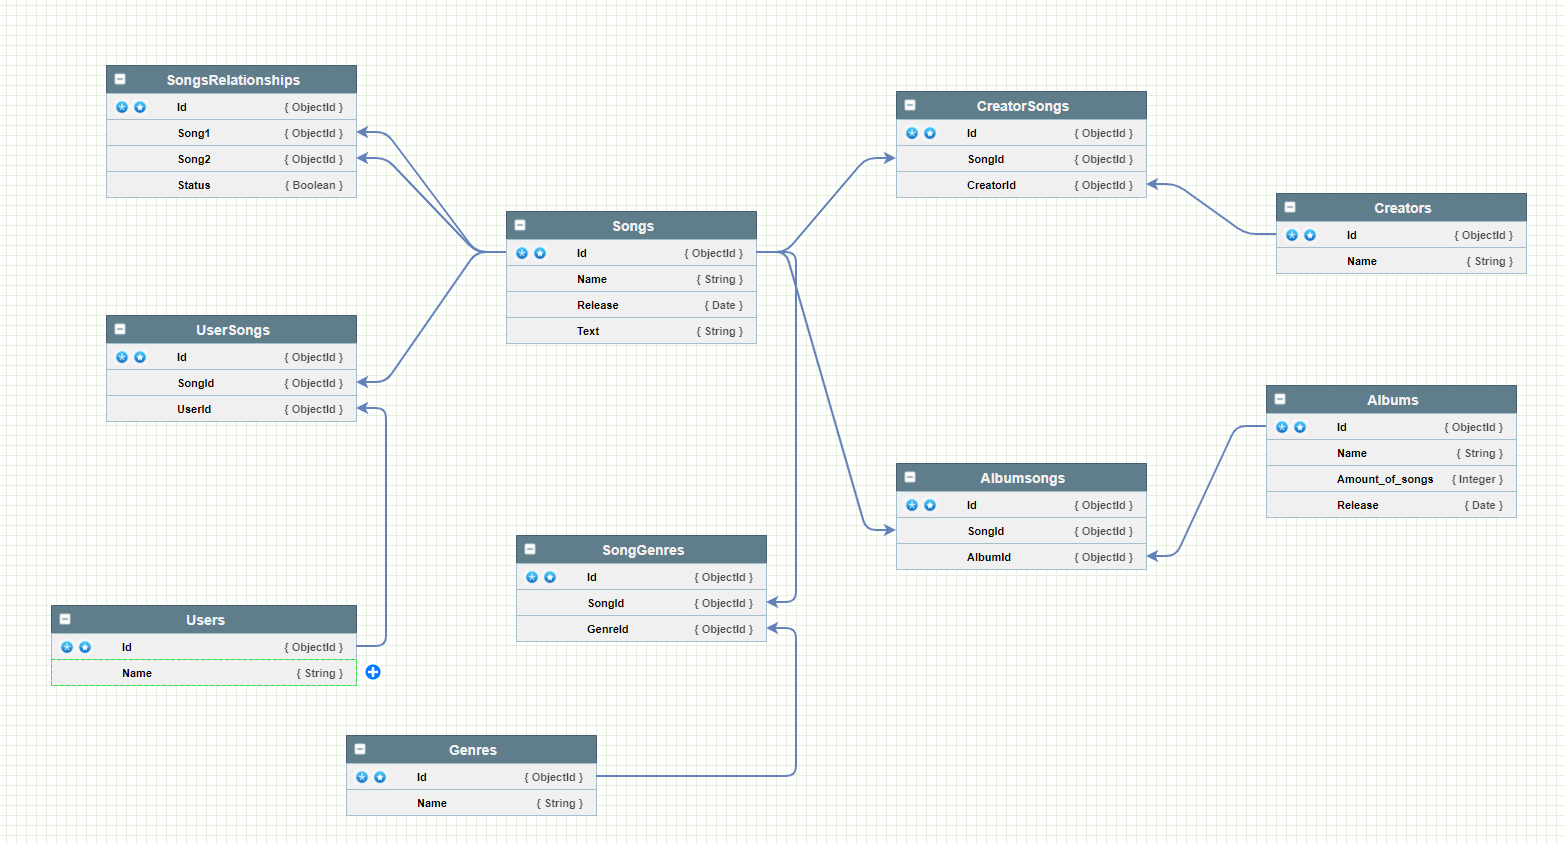 SongsRelationships
Id { ObjectId }
Song1 { ObjectId }
Song2 { ObjectId }
Status { Boolean }
CreatorSongs
Id { ObjectId }
SongId { ObjectId }
CreatorId { ObjectId }
Creators
Id { ObjectId }
Name { String }
Songs
Id { ObjectId }
Name { String }
Release { Date }
Text { String }
UserSongs
Id { ObjectId }
SongId { ObjectId }
UserId { ObjectId }
Albums
Id { ObjectId }
Name { String }
Amount_of_songs { Integer }
Release { Date }
Albumsongs
Id { ObjectId }
SongId { ObjectId }
AlbumId { ObjectId }
SongGenres
Id { ObjectId }
SongId { ObjectId }
GenreId { ObjectId }
Users
Id { ObjectId }
Name { String }
Genres
Id { ObjectId }
Name { String }